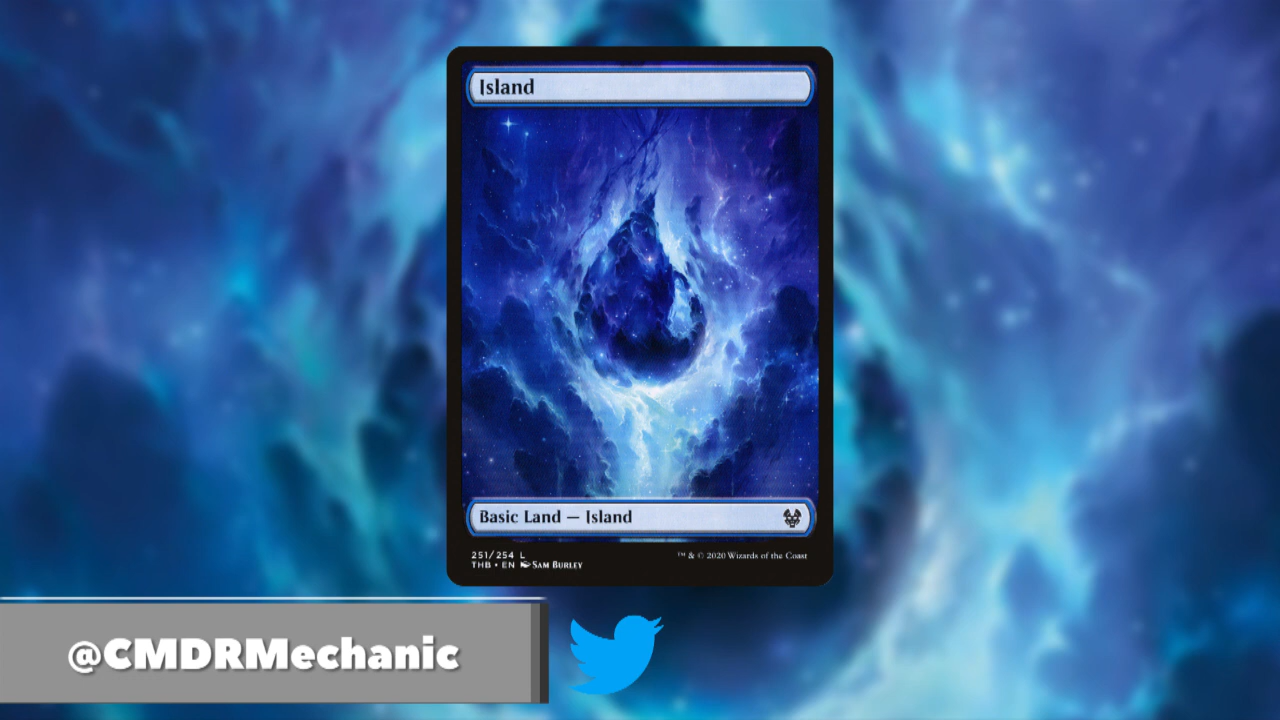 Island
Basic Land — Island
251/254 L
THB • EN SAM BURLEY
™ & © 2020 Wizards of the Coast
@CMDRMechanic